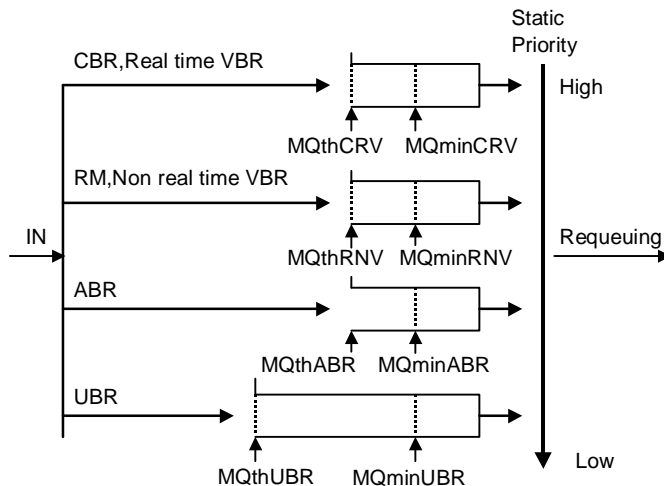 Static
Priority
CBR,Real time VBR
High
MQthCRV MQminCRV
RM,Non real time VBR
IN
MQthRNV MQminRNV
Requeuing
ABR
MQthABR MQminABR
UBR
Low
MQthUBR MQminUBR